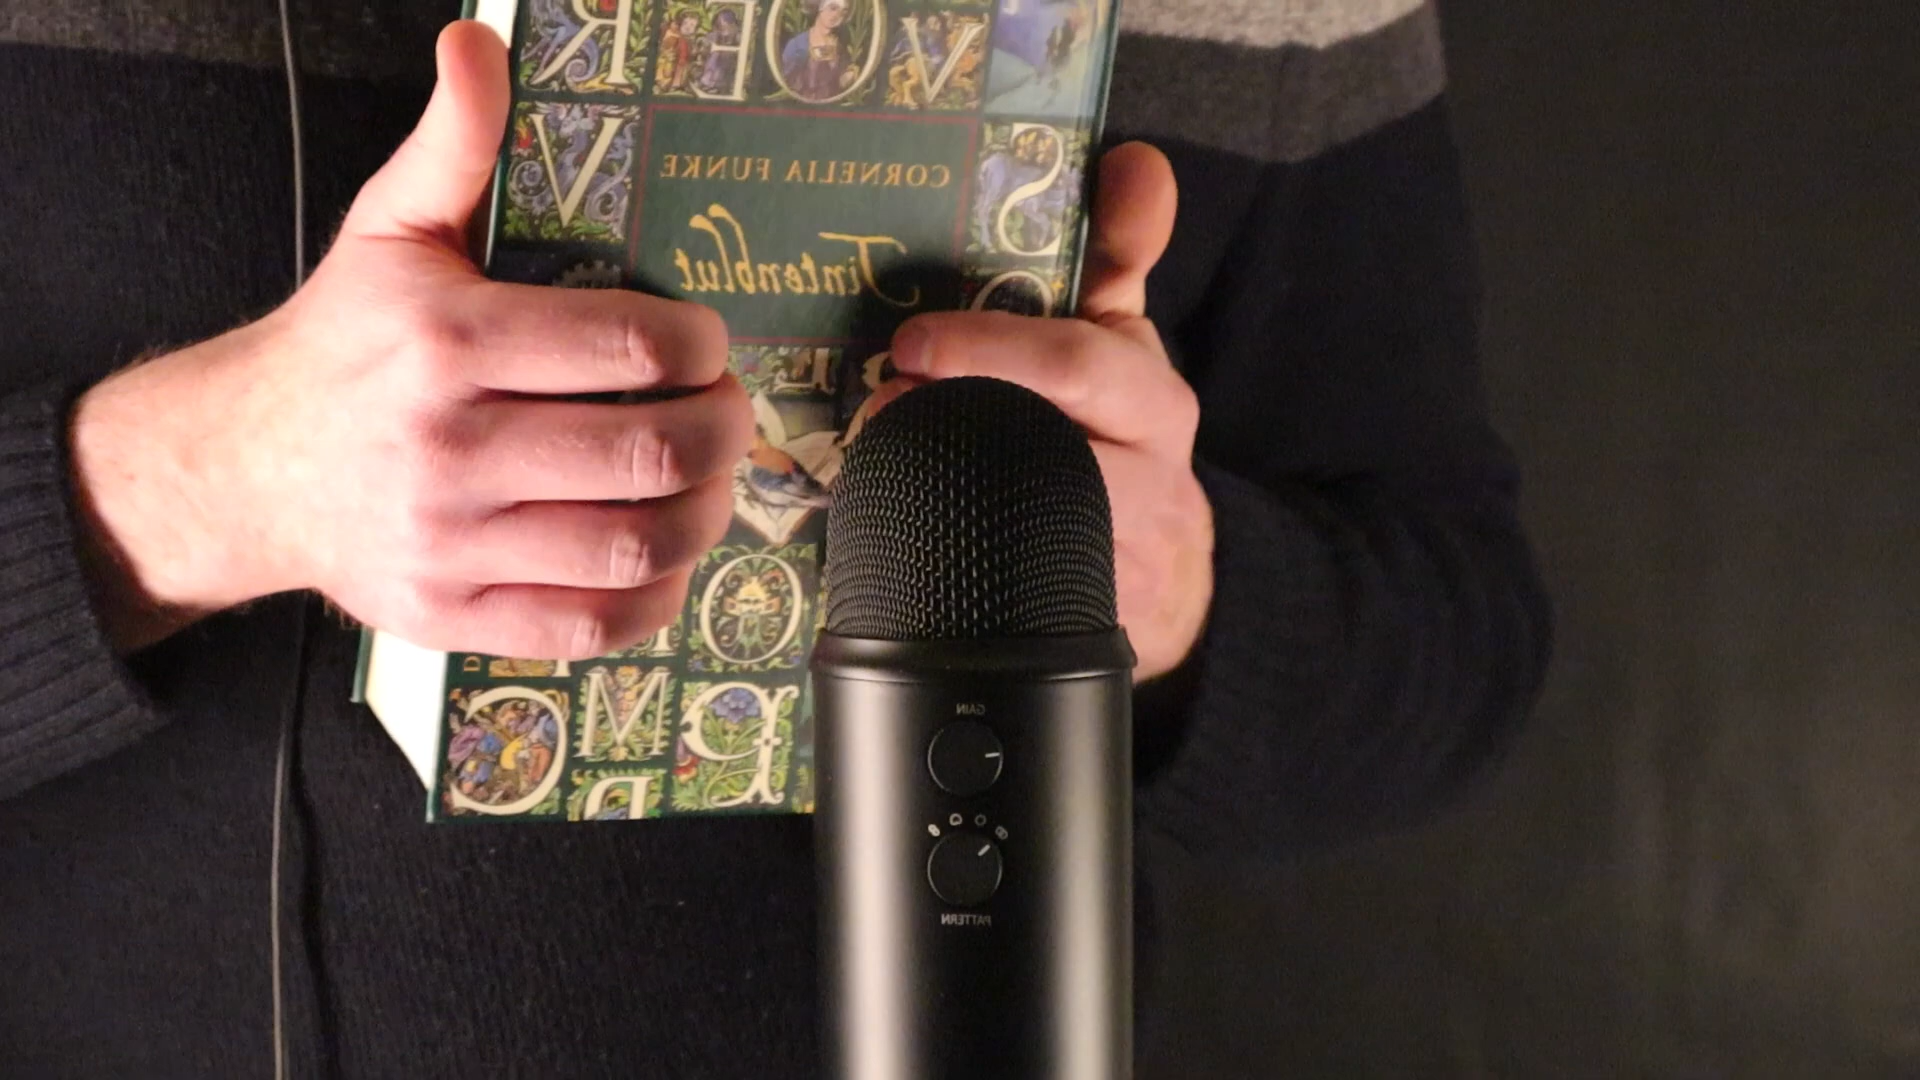 R E O V
V
S
CORNELIA FUNKE
Tintenblut
O
C M
GAIN
PATTERN